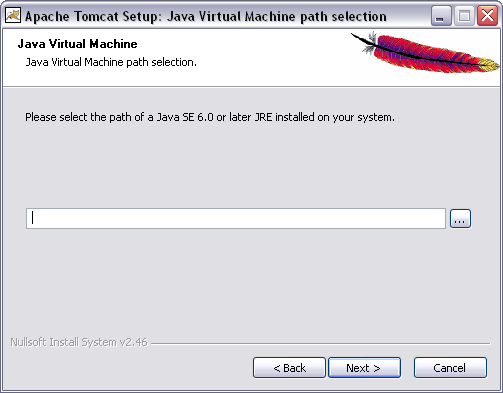 Apache Tomcat Setup: Java Virtual Machine path selection
Java Virtual Machine
Java Virtual Machine path selection.
Please select the path of a Java SE 6.0 or later JRE installed on your system.
...
Nullsoft Install System v2.46
< Back Next > Cancel